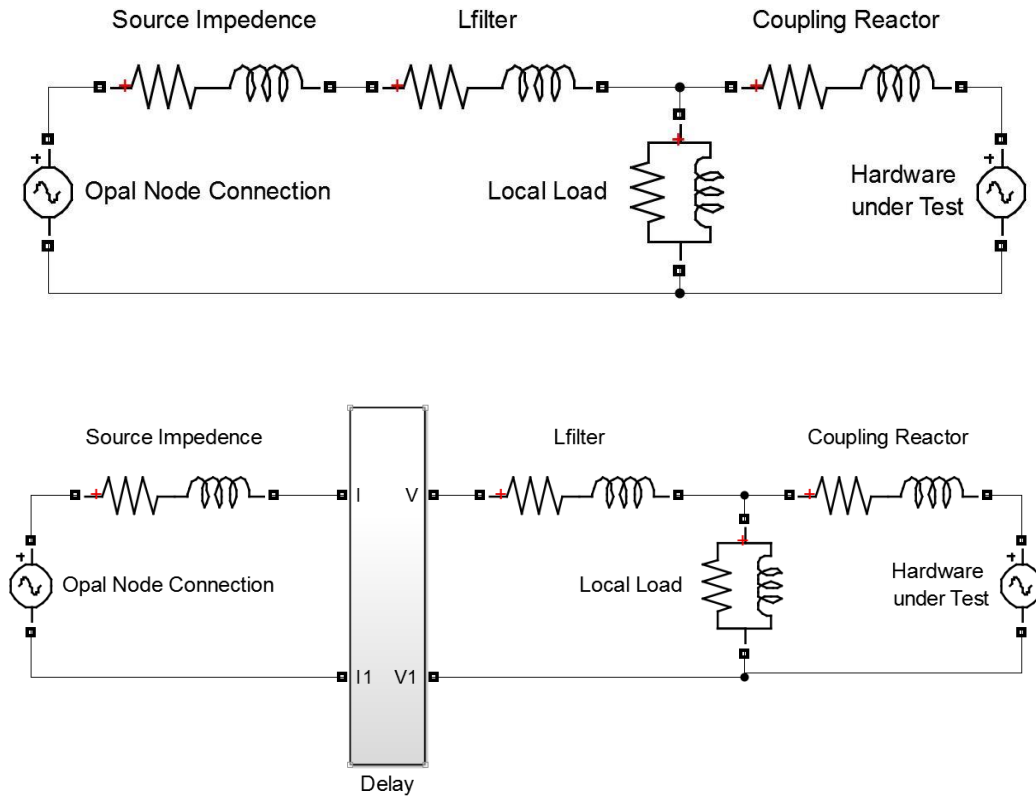 Source Impedence
Lfilter
Coupling Reactor
Opal Node Connection
Local Load
Hardware
under Test
Source Impedence
Lfilter
Coupling Reactor
I
V
Opal Node Connection
Local Load
Hardware
under Test
I1
V1
Delay